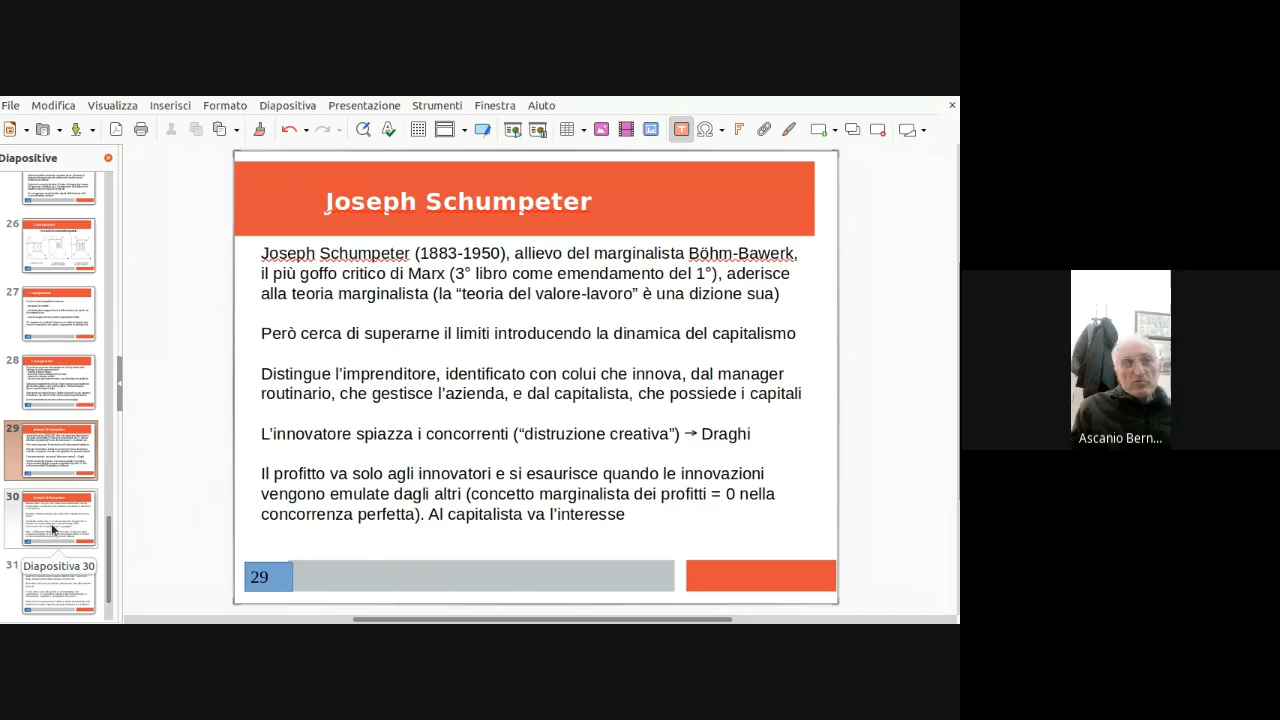 File Modifica Visualizza Inserisci Formato Diapositiva Presentazione Strumenti Finestra Aiuto
Diapositive
26
27
28
29
30
Diapositiva 30
31
Joseph Schumpeter
Joseph Schumpeter (1883-1950), allievo del marginalista Böhm-Bawerk,
il più goffo critico di Marx (3° libro come emendamento del 1°), aderisce
alla teoria marginalista (la “teoria del valore-lavoro” è una dizione sua)
Però cerca di superarne il limiti introducendo la dinamica del capitalismo
Distingue l’imprenditore, identificato con colui che innova, dal manager
routinario, che gestisce l’azienda, e dal capitalista, che possiede i capitali
L’innovatore spiazza i concorrenti (“distruzione creativa”) → Draghi
Il profitto va solo agli innovatori e si esaurisce quando le innovazioni
vengono emulate dagli altri (concetto marginalista dei profitti = 0 nella
concorrenza perfetta). Al capitalista va l’interesse
29
Ascanio Bern...